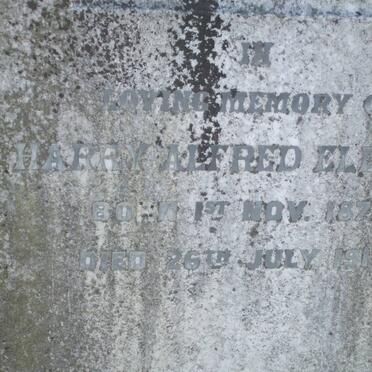 IN
LOVING MEMORY
HARRY ALFRED
BORN 1ST NOV.
DIED 26TH JULY